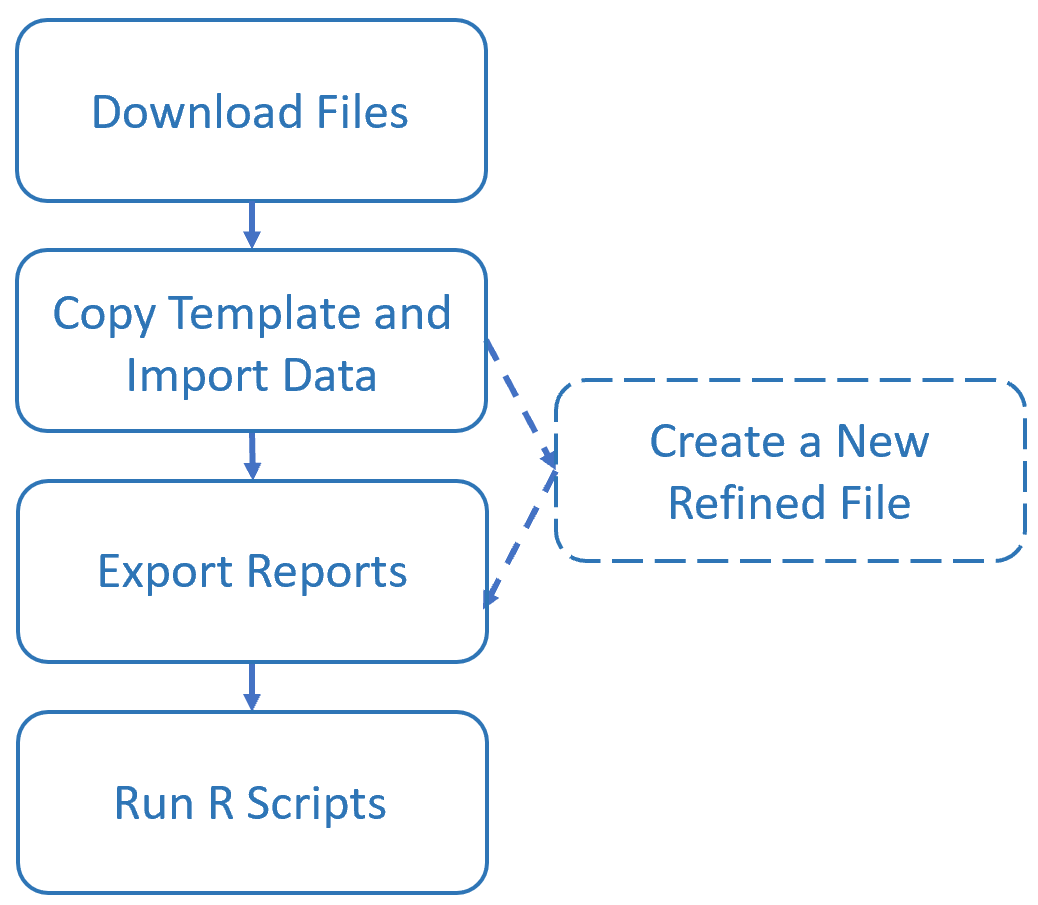 Download Files
Copy Template and
Import Data
Create a New
Refined File
Export Reports
Run R Scripts